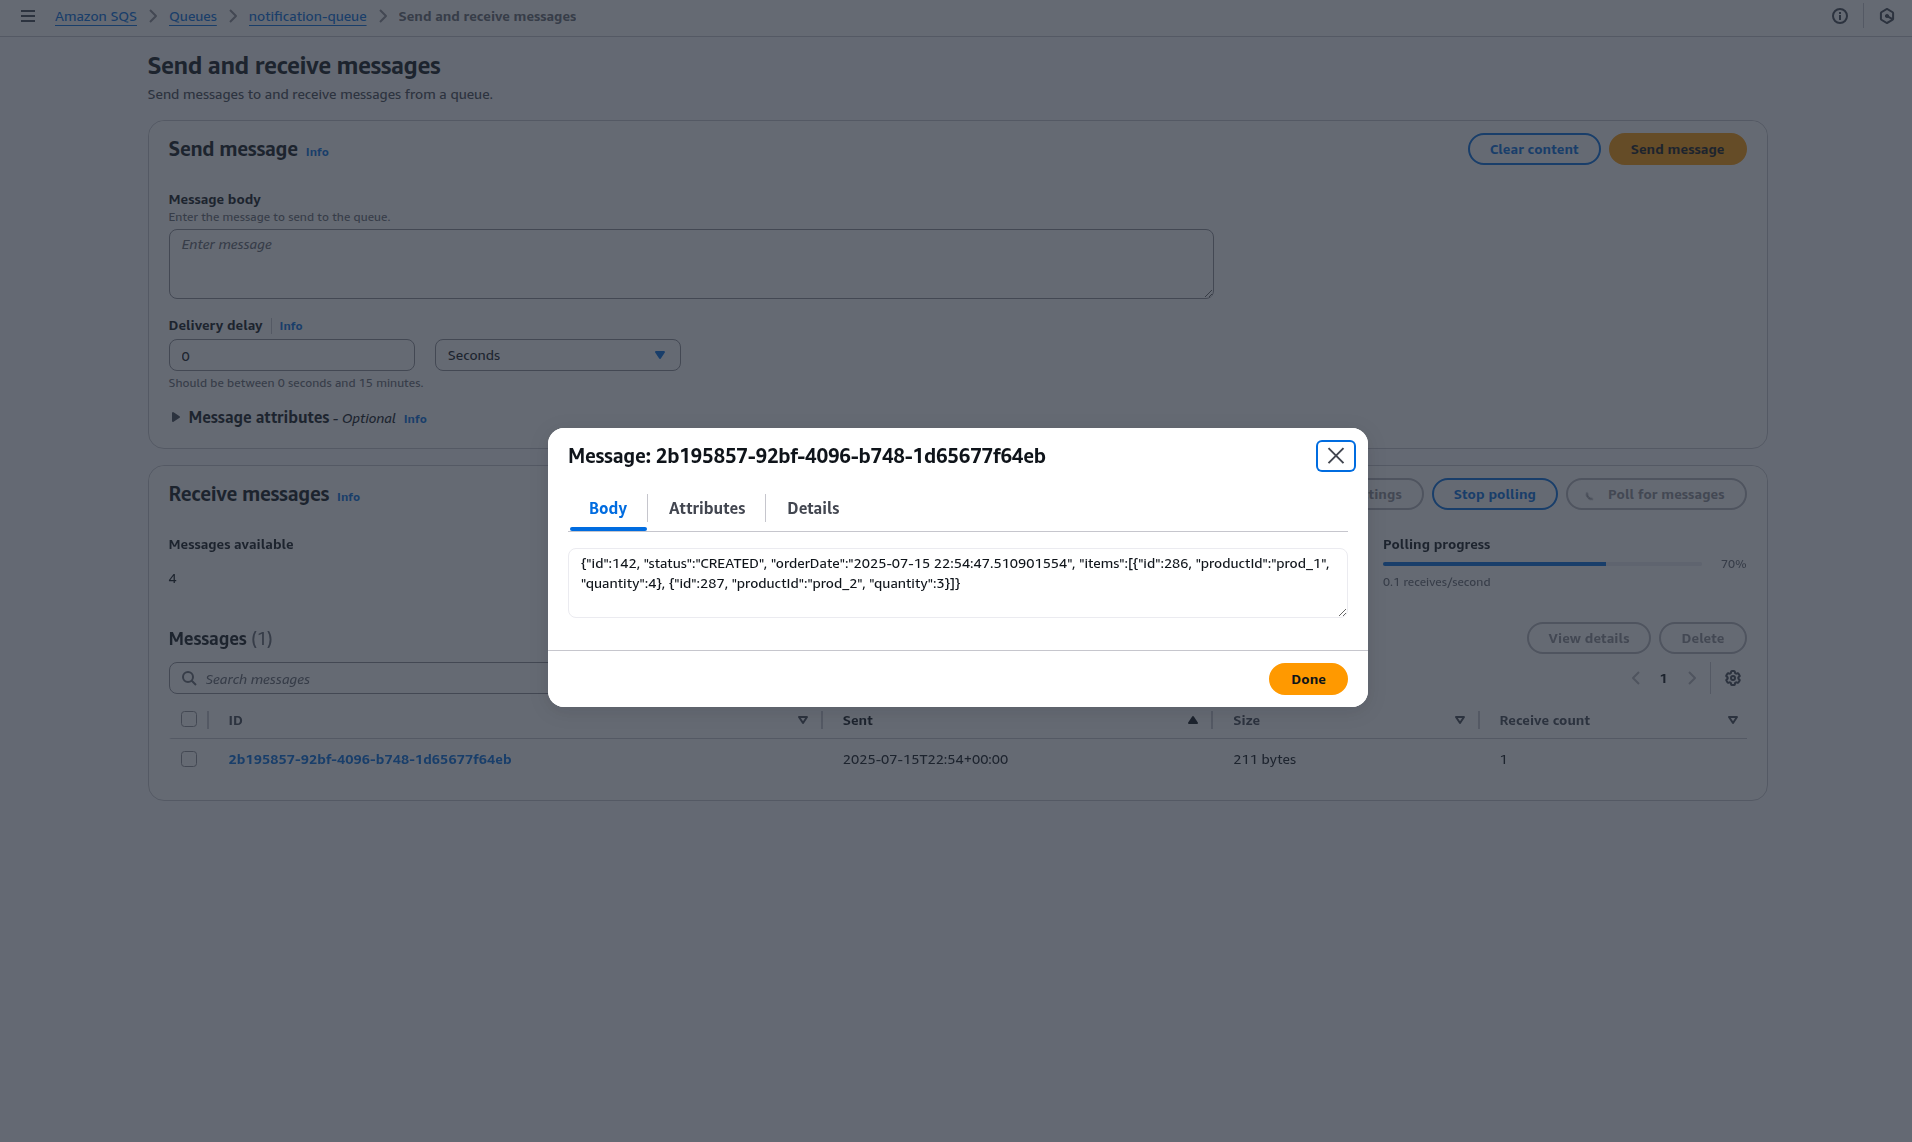 Amazon SQS > Queues > notification-queue > Send and receive messages
Send and receive messages
Send messages to and receive messages from a queue.
Send message Info
Clear content
Send message
Message body
Enter the message to send to the queue.
Enter message
Delivery delay Info
0
Seconds
Should be between 0 seconds and 15 minutes.
Message attributes - Optional Info
Message: 2b195857-92bf-4096-b748-1d65677f64eb
Body
Attributes
Details
{"id":142, "status":"CREATED", "orderDate":"2025-07-15 22:54:47.510901554", "items":[[{"id":286, "productId":"prod_1",
"quantity":4}, {"id":287, "productId":"prod_2", "quantity":3}]]}
Done
Receive messages Info
tings
Stop polling
Poll for messages
Messages available
4
Polling progress
70%
0.1 receives/second
Messages (1)
View details
Delete
Search messages
1
ID
Sent
Size
Receive count
2b195857-92bf-4096-b748-1d65677f64eb
2025-07-15T22:54+00:00
211 bytes
1